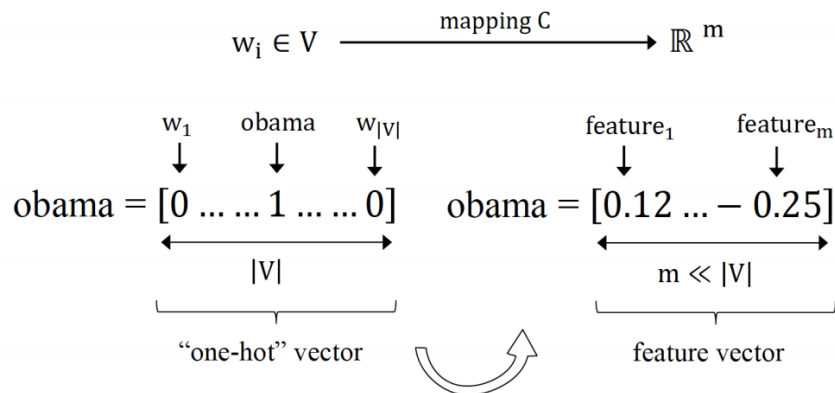 wᵢ ∈ V mapping C ℝ ᵐ
w₁ obama w|V| feature₁ featureₘ
obama = [0 … … 1 … … 0] obama = [0.12 … − 0.25]
|V| m ≪ |V|
“one-hot” vector feature vector